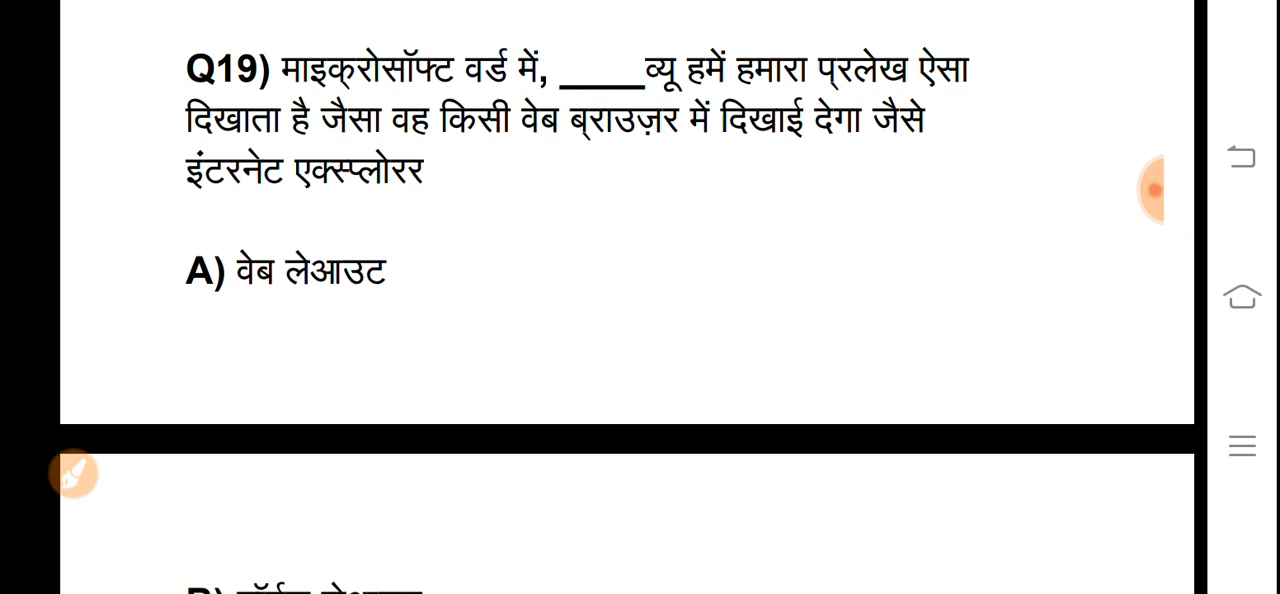 Q19) माइक्रोसॉफ्ट वर्ड में, _____व्यू हमें हमारा प्रलेख ऐसा
दिखाता है जैसा वह किसी वेब ब्राउज़र में दिखाई देगा जैसे
इंटरनेट एक्स्प्लोरर
A) वेब लेआउट